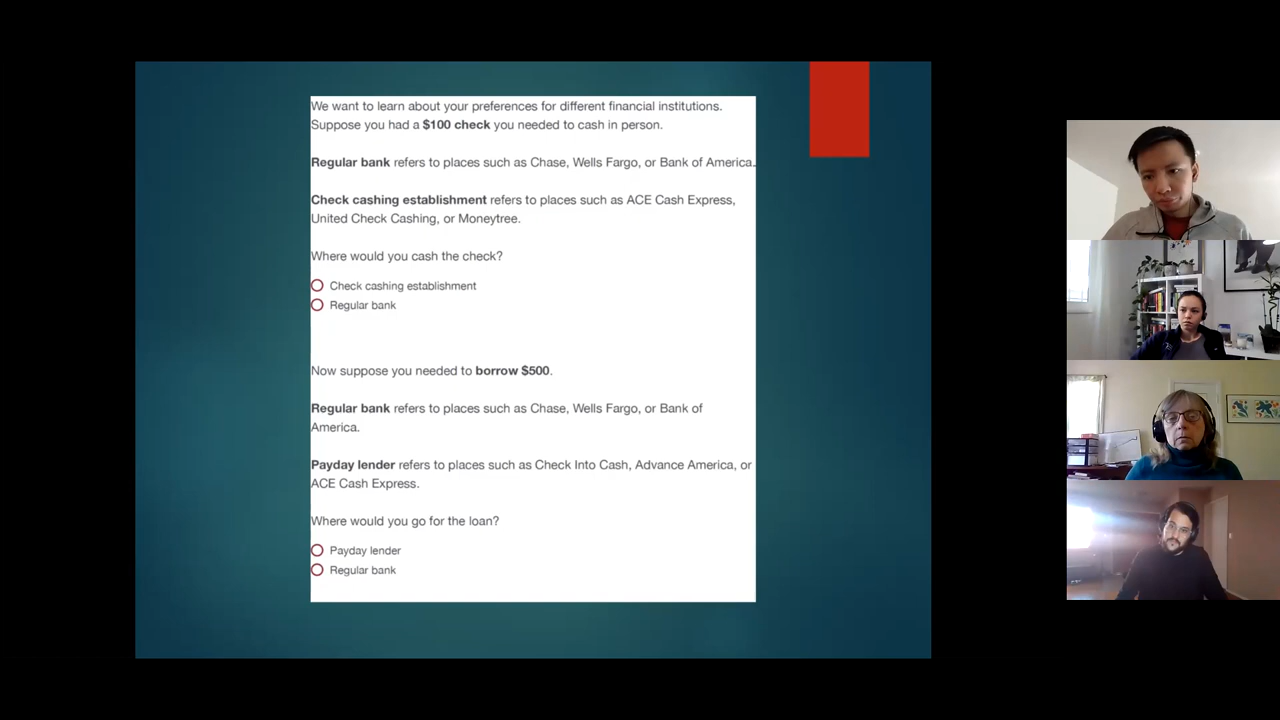 We want to learn about your preferences for different financial institutions.
Suppose you had a $100 check you needed to cash in person.
Regular bank refers to places such as Chase, Wells Fargo, or Bank of America.
Check cashing establishment refers to places such as ACE Cash Express,
United Check Cashing, or Moneytree.
Where would you cash the check?
Check cashing establishment
Regular bank
Now suppose you needed to borrow $500.
Regular bank refers to places such as Chase, Wells Fargo, or Bank of
America.
Payday lender refers to places such as Check Into Cash, Advance America, or
ACE Cash Express.
Where would you go for the loan?
Payday lender
Regular bank